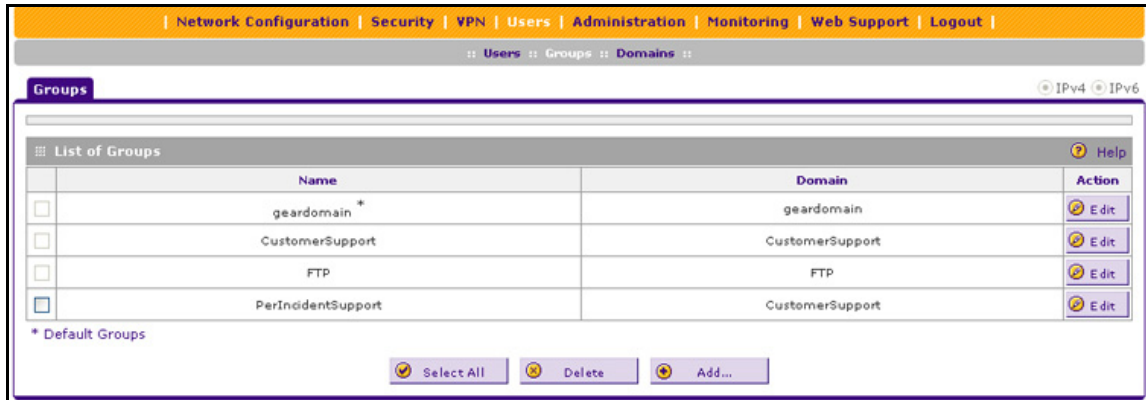 | Network Configuration | Security | VPN | Users | Administration | Monitoring | Web Support | Logout |
:: Users :: Groups :: Domains ::
Groups IPv4 IPv6
List of Groups Help
Name Domain Action
geardomain * geardomain Edit
CustomerSupport CustomerSupport Edit
FTP FTP Edit
PerIncidentSupport CustomerSupport Edit
* Default Groups
Select All Delete Add...